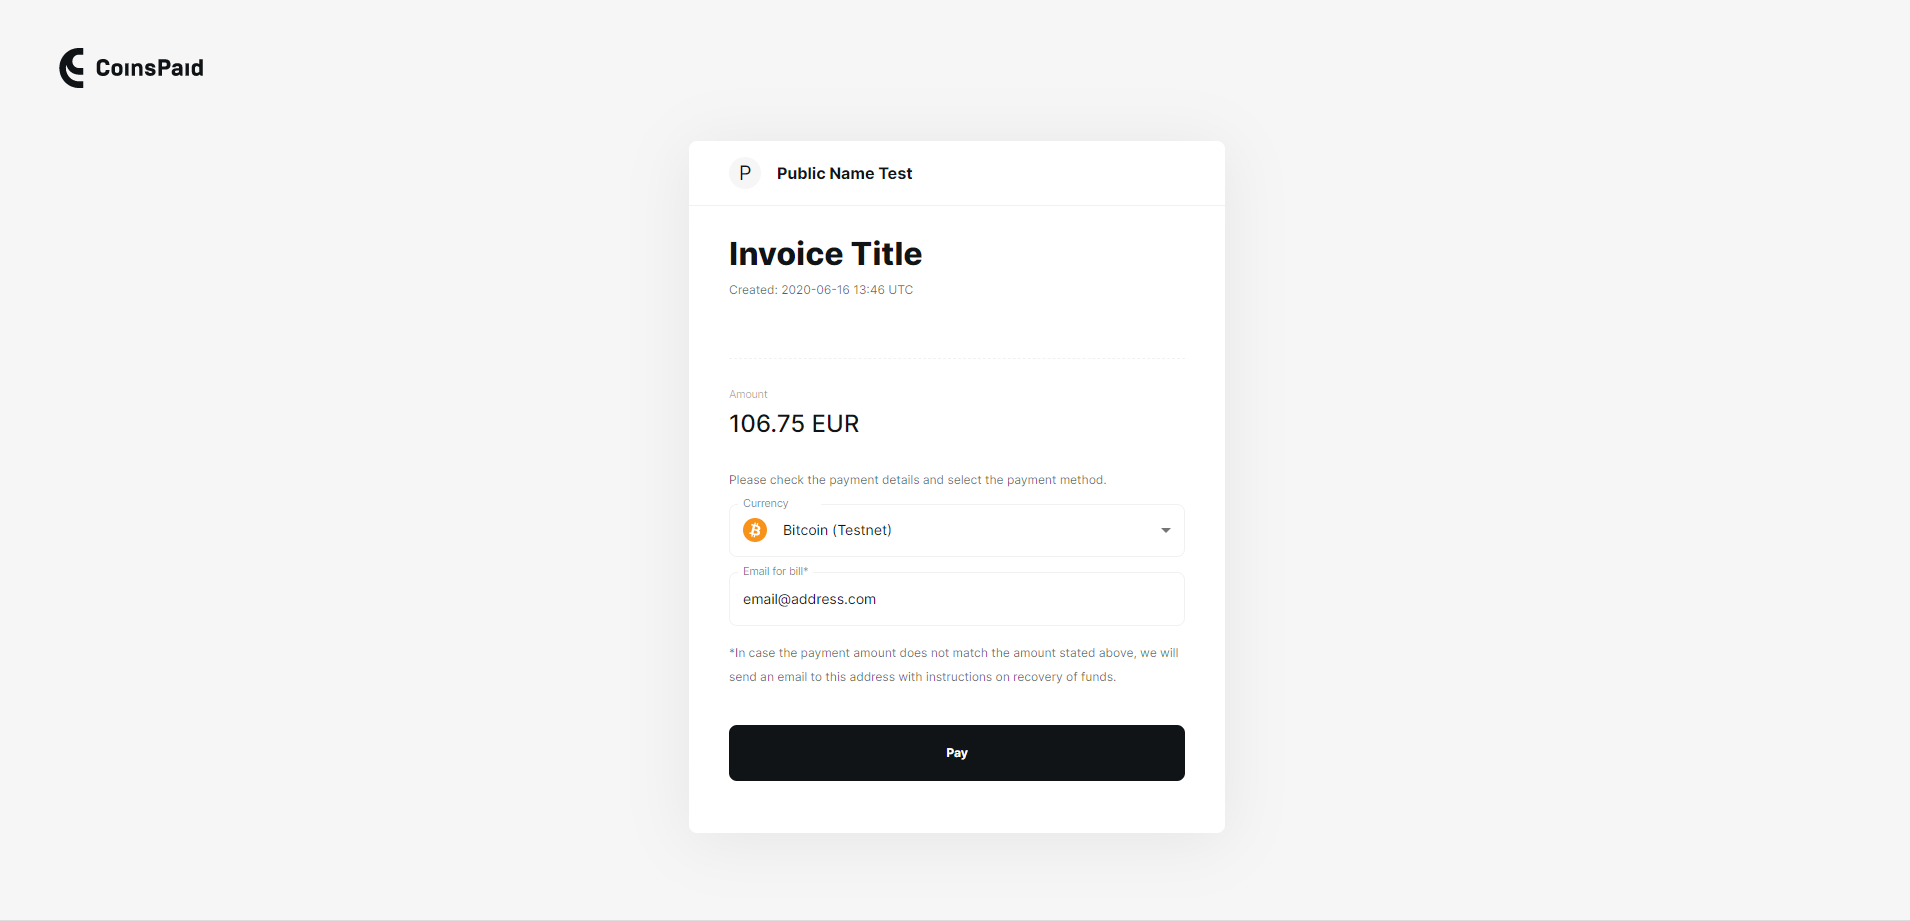 CoinsPaid
P
Public Name Test
Invoice Title
Created: 2020-06-16 13:46 UTC
Amount
106.75 EUR
Please check the payment details and select the payment method.
Currency
Bitcoin (Testnet)
Email for bill*
email@address.com
*In case the payment amount does not match the amount stated above, we will
send an email to this address with instructions on recovery of funds.
Pay